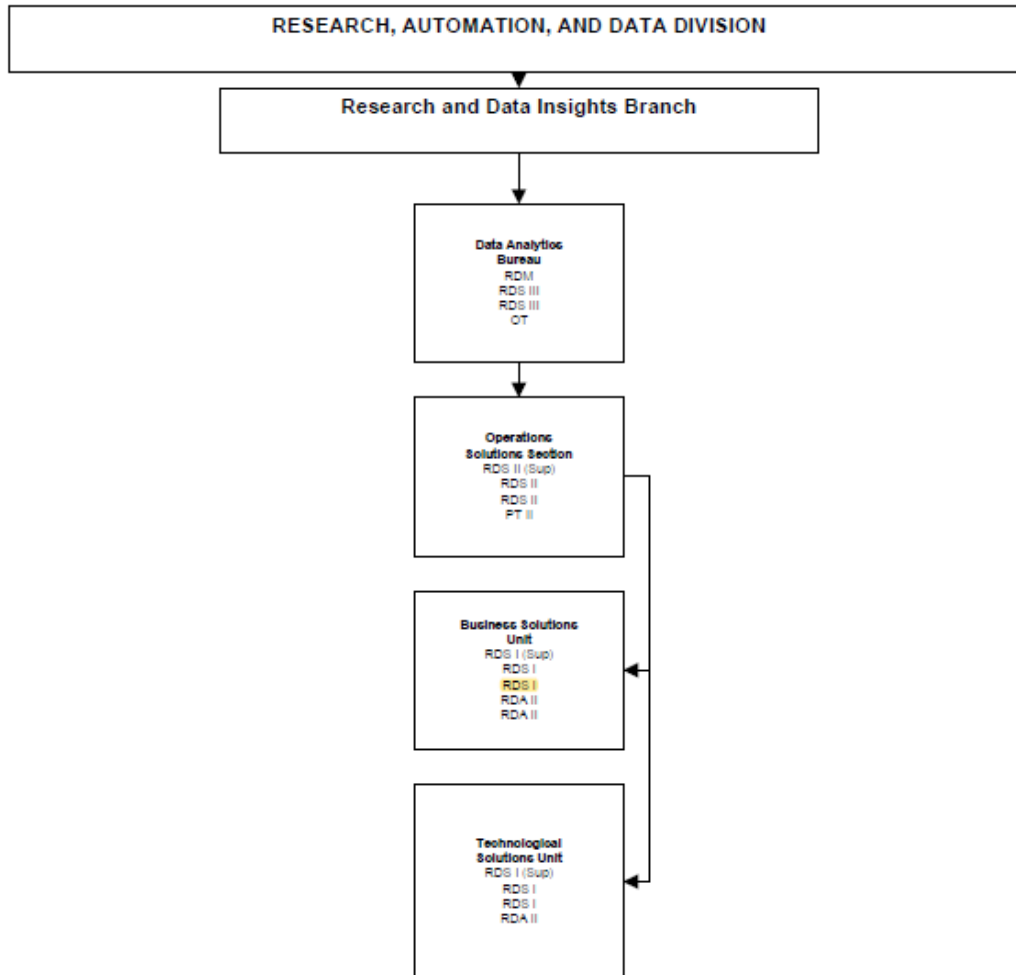 RESEARCH, AUTOMATION, AND DATA DIVISION
Research and Data Insights Branch
Data Analytics
Bureau
RDM
RDS III
RDS III
OT
Operations
Solutions Section
RDS II (Sup)
RDS II
RDS II
PT II
Business Solutions
Unit
RDS I (Sup)
RDS I
RDS I
RDA II
RDA II
Technological
Solutions Unit
RDS I (Sup)
RDS I
RDS I
RDA II